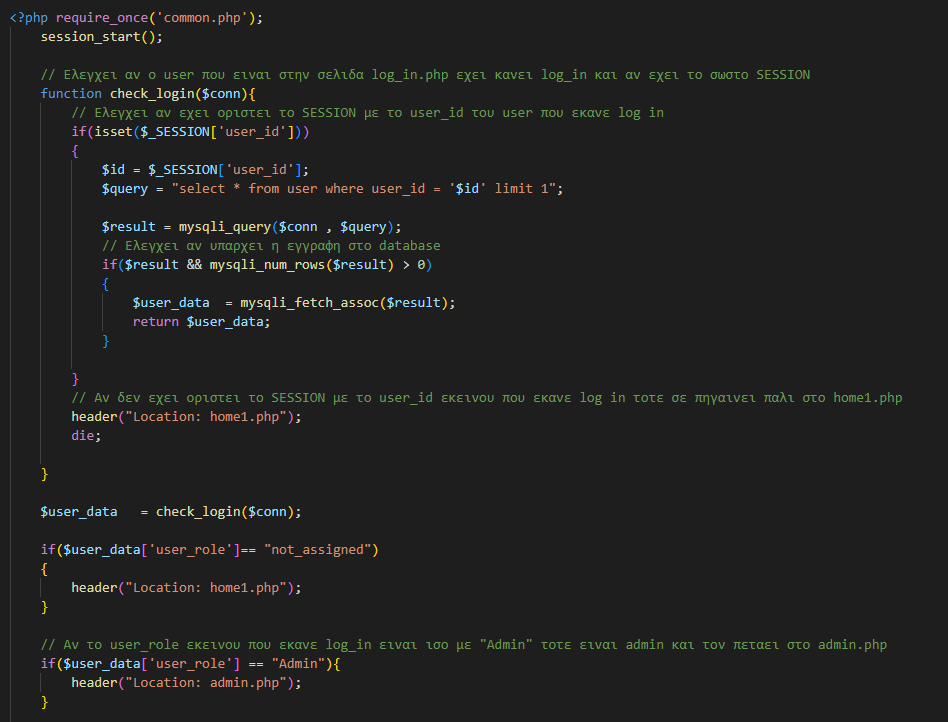 <?php require_once('common.php');
session_start();
// Ελεγχει αν ο user που ειναι στην σελιδα log_in.php εχει κανει log_in και αν εχει το σωστο SESSION
function check_login($conn){
// Ελεγχει αν εχει οριστει το SESSION με το user_id του user που εκανε log in
if(isset($_SESSION['user_id']))
{
$id = $_SESSION['user_id'];
$query = "select * from user where user_id = '$id' limit 1";
$result = mysqli_query($conn , $query);
// Ελεγχει αν υπαρχει η εγγραφη στο database
if($result && mysqli_num_rows($result) > 0)
{
$user_data  = mysqli_fetch_assoc($result);
return $user_data;
}
}
// Αν δεν εχει οριστει το SESSION με το user_id εκεινου που εκανε log in τοτε σε πηγαινει παλι στο home1.php
header("Location: home1.php");
die;
}
$user_data   = check_login($conn);
if($user_data['user_role']== "not_assigned")
{
header("Location: home1.php");
}
// Αν το user_role εκεινου που εκανε log_in ειναι ισο με "Admin" τοτε ειναι admin και τον πεταει στο admin.php
if($user_data['user_role'] == "Admin"){
header("Location: admin.php");
}